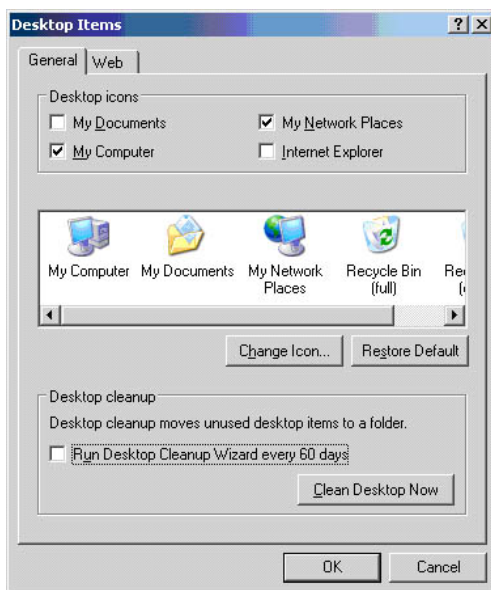 Desktop Items
General Web
Desktop icons
My Documents My Network Places
My Computer Internet Explorer
My Computer My Documents My Network Places Recycle Bin (full)
Change Icon... Restore Default
Desktop cleanup
Desktop cleanup moves unused desktop items to a folder.
Run Desktop Cleanup Wizard every 60 days
Clean Desktop Now
OK Cancel